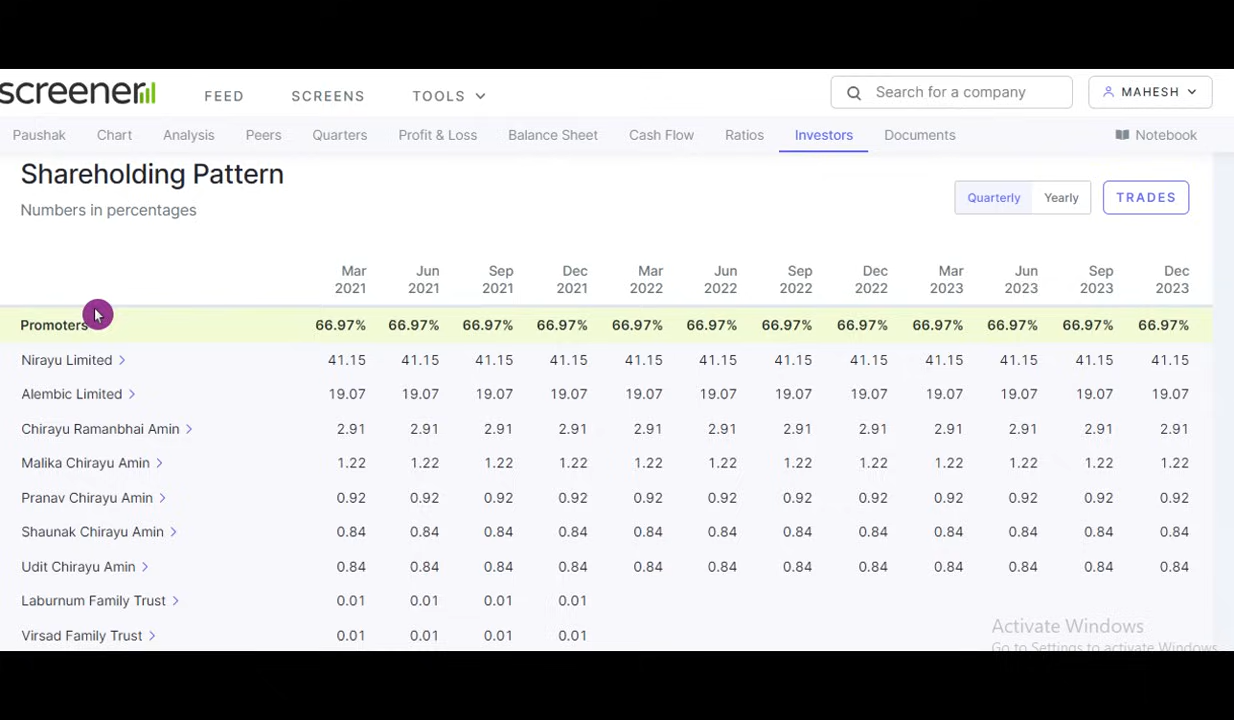 screener
FEED SCREENS TOOLS
Search for a company
MAHESH
Paushak Chart Analysis Peers Quarters Profit & Loss Balance Sheet Cash Flow Ratios Investors Documents Notebook
Shareholding Pattern
Numbers in percentages
Quarterly Yearly TRADES
Mar 2021 Jun 2021 Sep 2021 Dec 2021 Mar 2022 Jun 2022 Sep 2022 Dec 2022 Mar 2023 Jun 2023 Sep 2023 Dec 2023
Promoters 66.97% 66.97% 66.97% 66.97% 66.97% 66.97% 66.97% 66.97% 66.97% 66.97% 66.97% 66.97%
Nirayu Limited 41.15 41.15 41.15 41.15 41.15 41.15 41.15 41.15 41.15 41.15 41.15 41.15
Alembic Limited 19.07 19.07 19.07 19.07 19.07 19.07 19.07 19.07 19.07 19.07 19.07 19.07
Chirayu Ramanbhai Amin 2.91 2.91 2.91 2.91 2.91 2.91 2.91 2.91 2.91 2.91 2.91 2.91
Malika Chirayu Amin 1.22 1.22 1.22 1.22 1.22 1.22 1.22 1.22 1.22 1.22 1.22 1.22
Pranav Chirayu Amin 0.92 0.92 0.92 0.92 0.92 0.92 0.92 0.92 0.92 0.92 0.92 0.92
Shaunak Chirayu Amin 0.84 0.84 0.84 0.84 0.84 0.84 0.84 0.84 0.84 0.84 0.84 0.84
Udit Chirayu Amin 0.84 0.84 0.84 0.84 0.84 0.84 0.84 0.84 0.84 0.84 0.84 0.84
Laburnum Family Trust 0.01 0.01 0.01 0.01
Virsad Family Trust 0.01 0.01 0.01 0.01
Activate Windows
Go to Settings to activate Windows